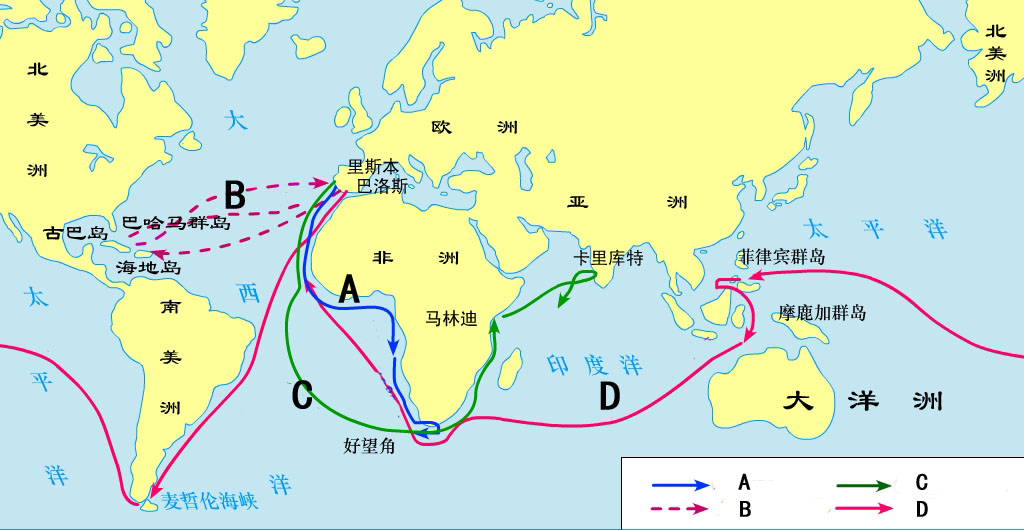 北美洲
北美洲
大
欧 洲
里斯本
巴洛斯
B
亚 洲
巴哈马群岛
古巴岛
太 平 洋
海地岛
非 洲
卡里库特
菲律宾群岛
太
西
A
南美洲
马林迪
摩鹿加群岛
平
印 度 洋
C
D
大 洋 洲
好望角
洋
洋
麦哲伦海峡
A
C
B
D